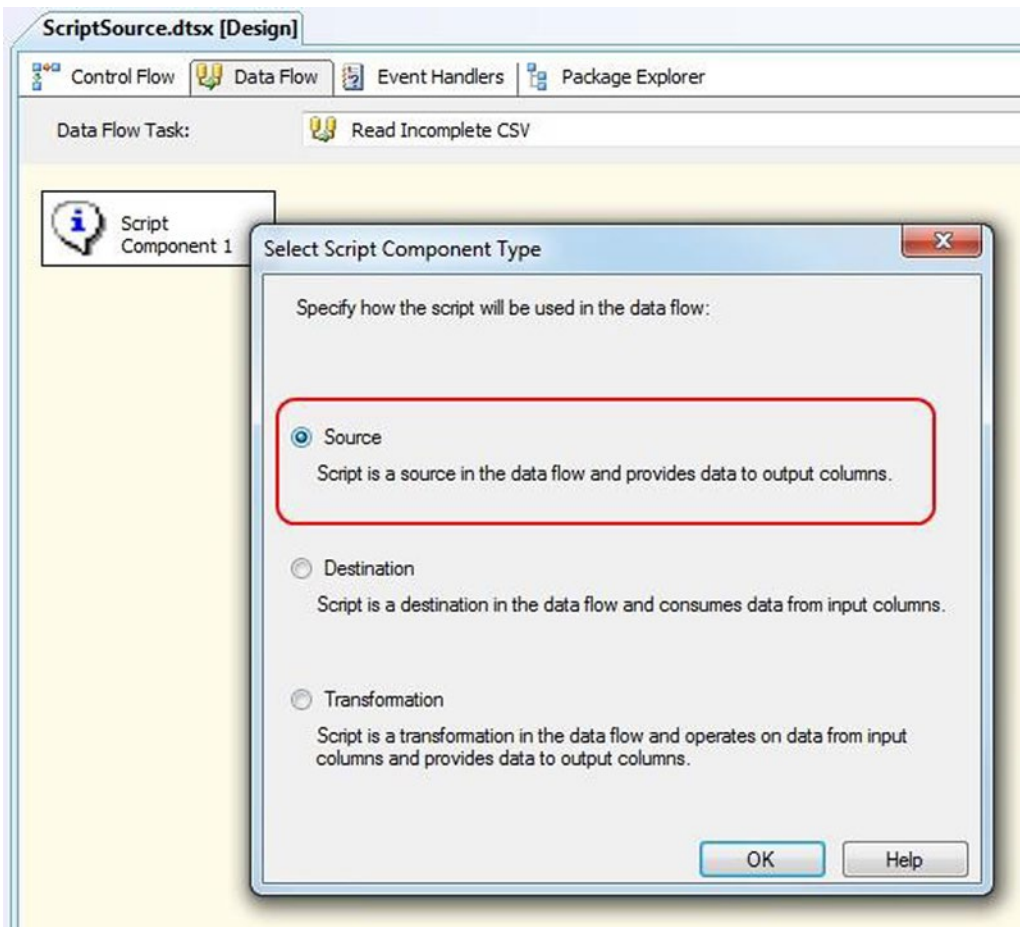 ScriptSource.dtsx [Design]
Control Flow Data Flow Event Handlers Package Explorer
Data Flow Task: Read Incomplete CSV
Script
Component 1
Select Script Component Type
Specify how the script will be used in the data flow:
Source
Script is a source in the data flow and provides data to output columns.
Destination
Script is a destination in the data flow and consumes data from input columns.
Transformation
Script is a transformation in the data flow and operates on data from input
columns and provides data to output columns.
OK Help